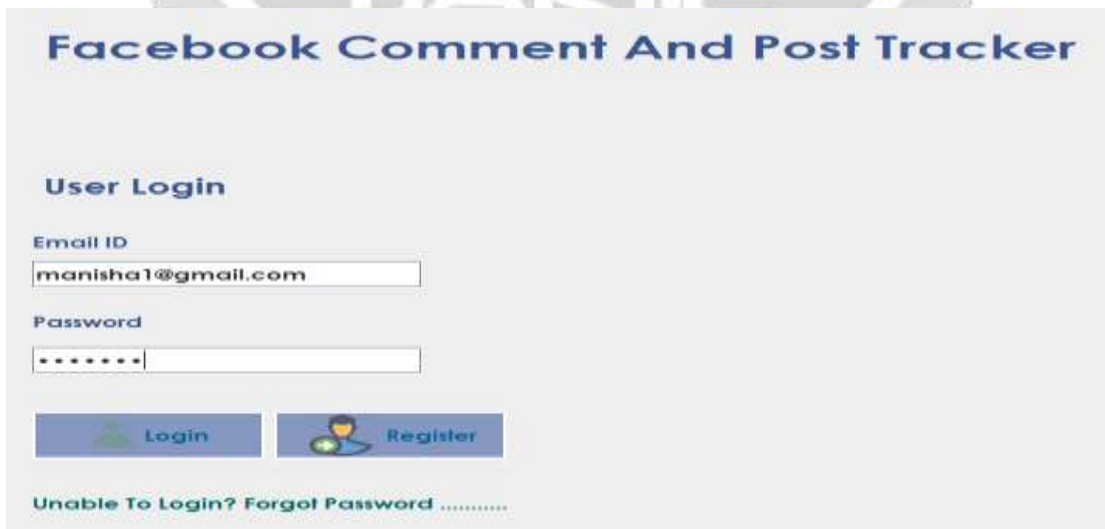 Facebook Comment And Post Tracker
User Login
Email ID
manisha1@gmail.com
Password
•••••••
Login Register
Unable To Login? Forgot Password ...........